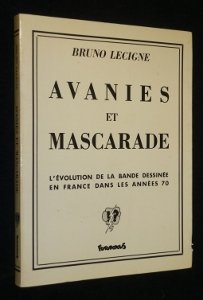 BRUNO LECIGNE
AVANIES
ET
MASCARADE
L'ÉVOLUTION DE LA BANDE DESSINÉE
EN FRANCE DANS LES ANNÉES 70